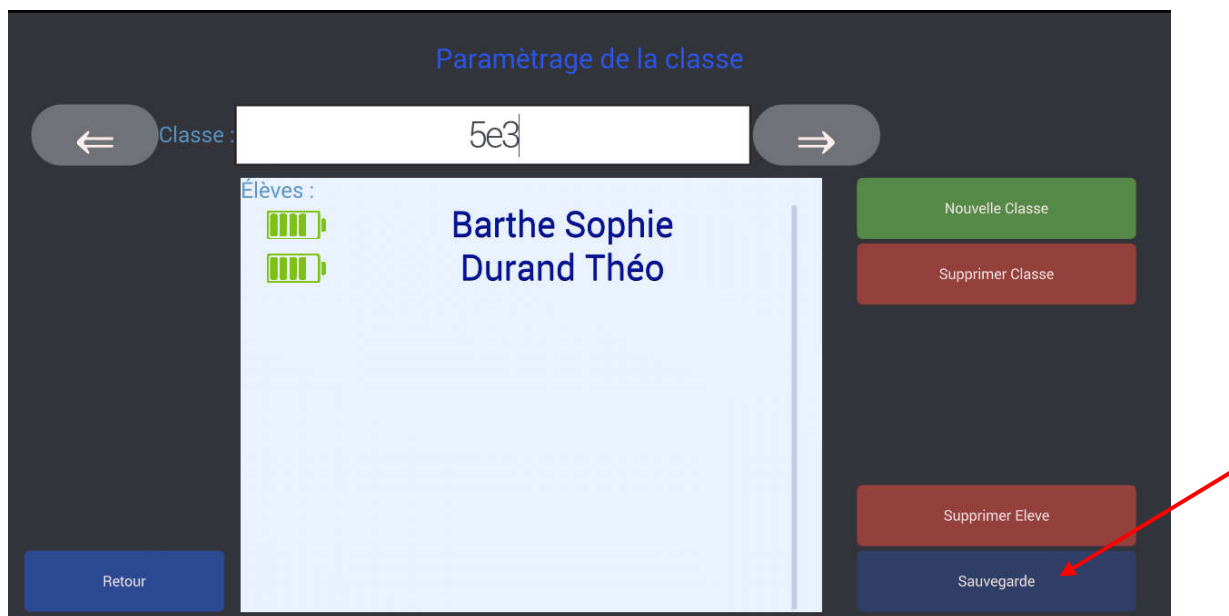 Paramètrage de la classe
⇐
Classe :
5e3
⇒
Élèves :
Barthe Sophie
Durand Théo
Nouvelle Classe
Supprimer Classe
Supprimer Eleve
Retour
Sauvegarde